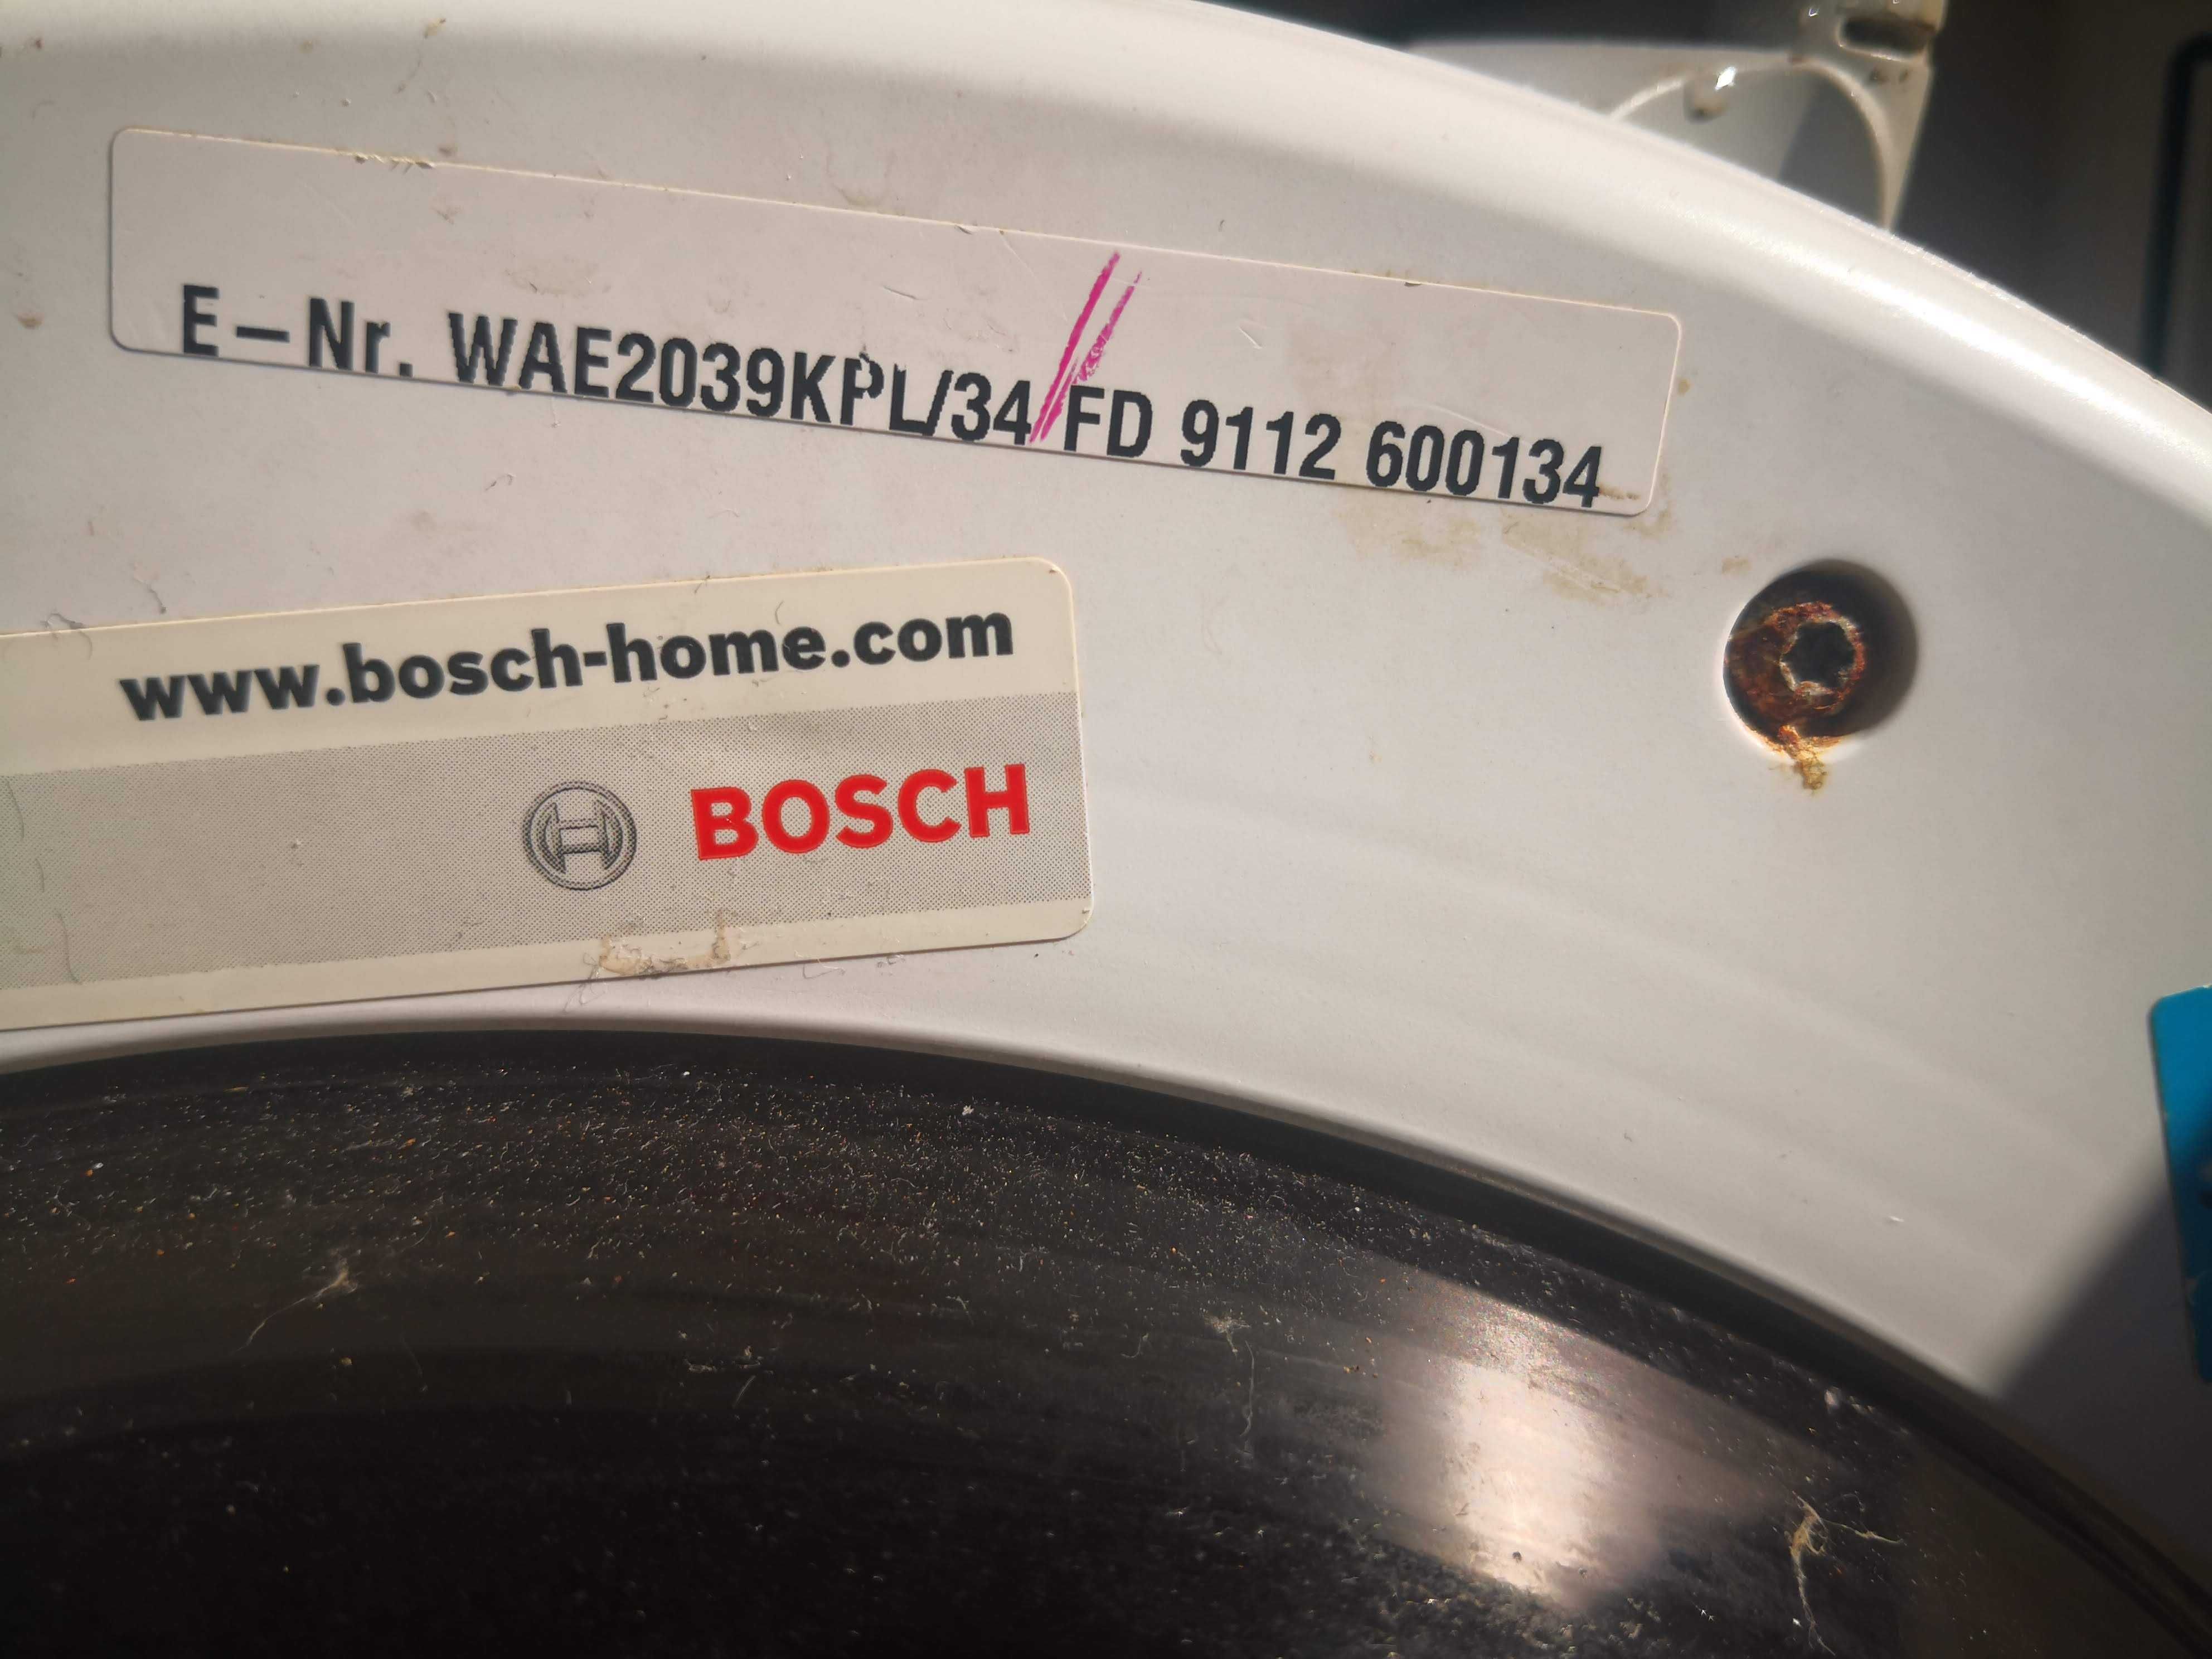 E-Nr. WAE2039KPL/34 FD 9112 600134
www.bosch-home.com
BOSCH